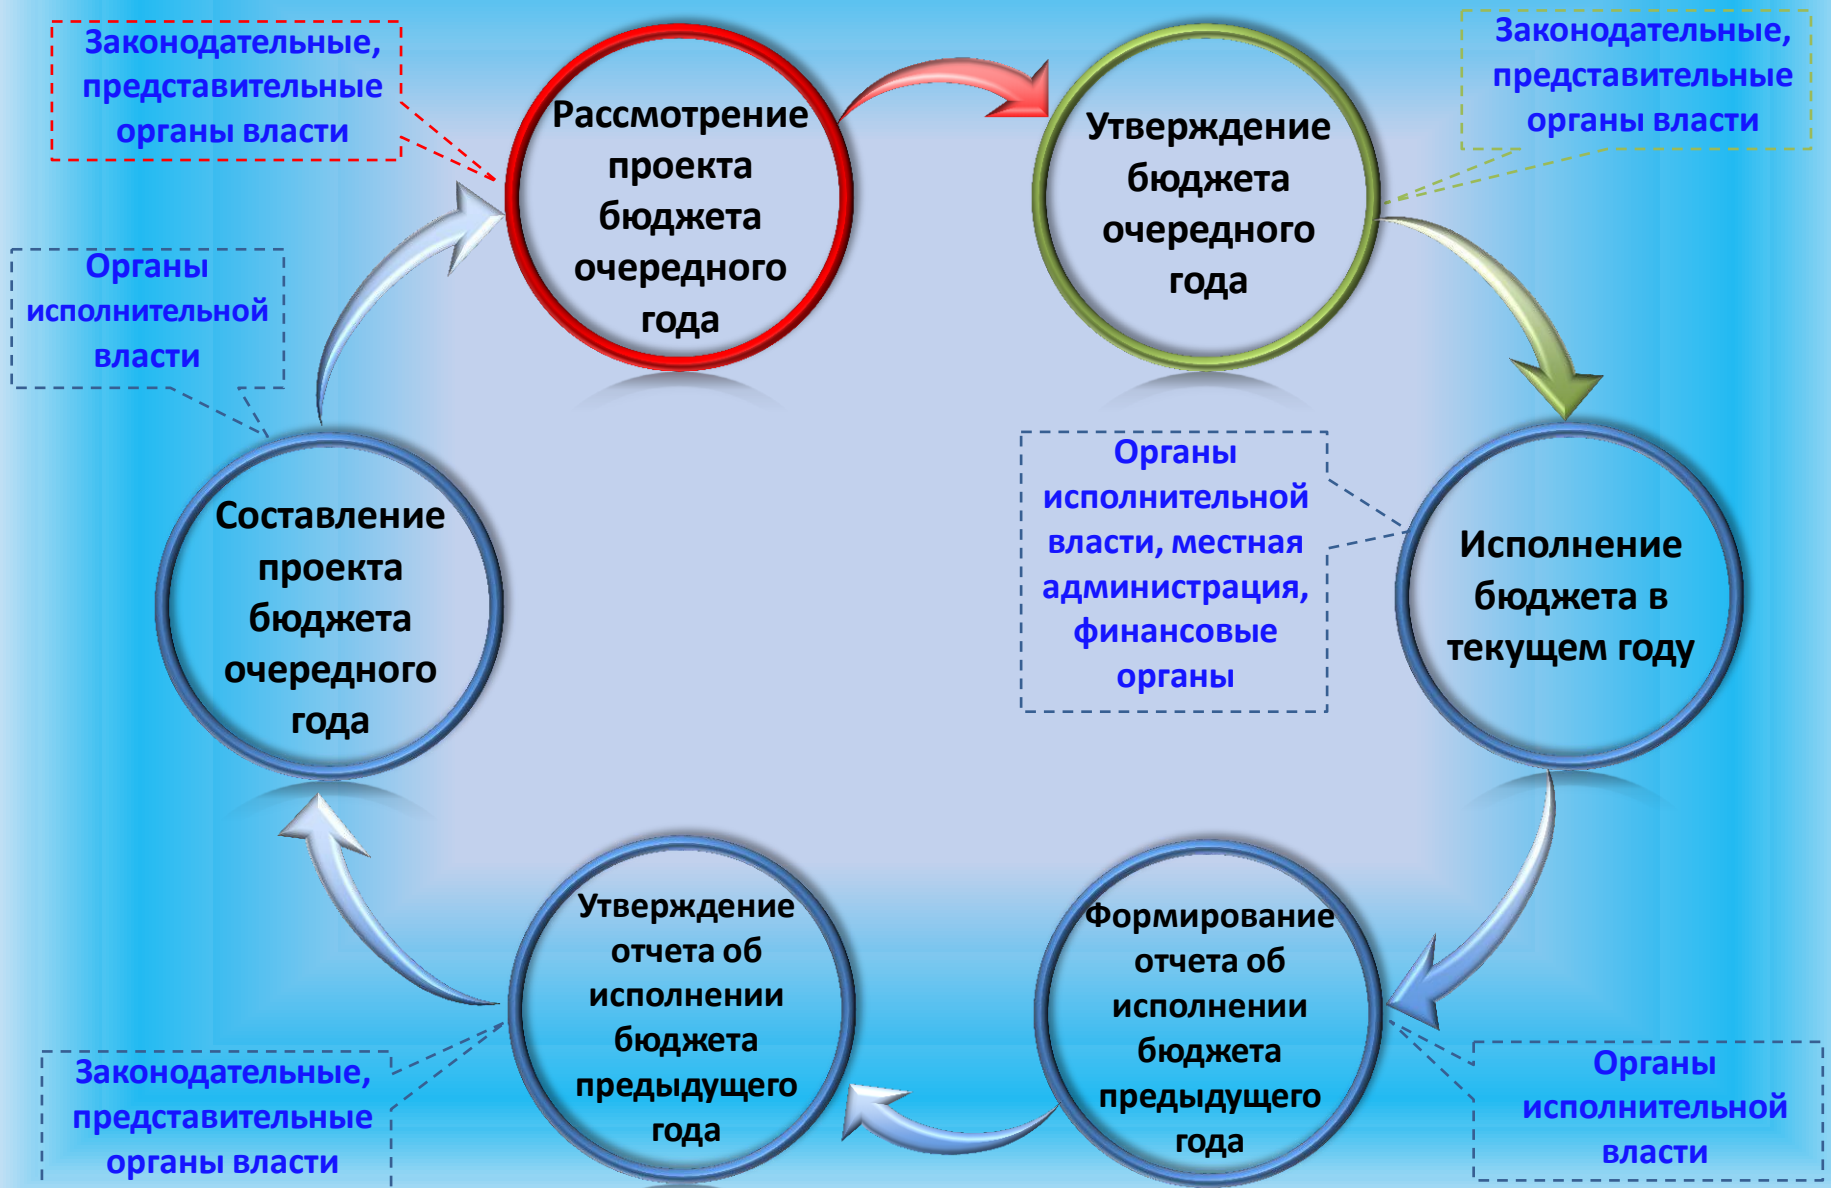 Законодательные,
представительные
органы власти
Рассмотрение
проекта
бюджета
очередного
года
Утверждение
бюджета
очередного
года
Законодательные,
представительные
органы власти
Органы
исполнительной
власти
Составление
проекта
бюджета
очередного
года
Органы
исполнительной
власти, местная
администрация,
финансовые
органы
Исполнение
бюджета в
текущем году
Законодательные,
представительные
органы власти
Утверждение
отчета об
исполнении
бюджета
предыдущего
года
Формирование
отчета об
исполнении
бюджета
предыдущего
года
Органы
исполнительной
власти